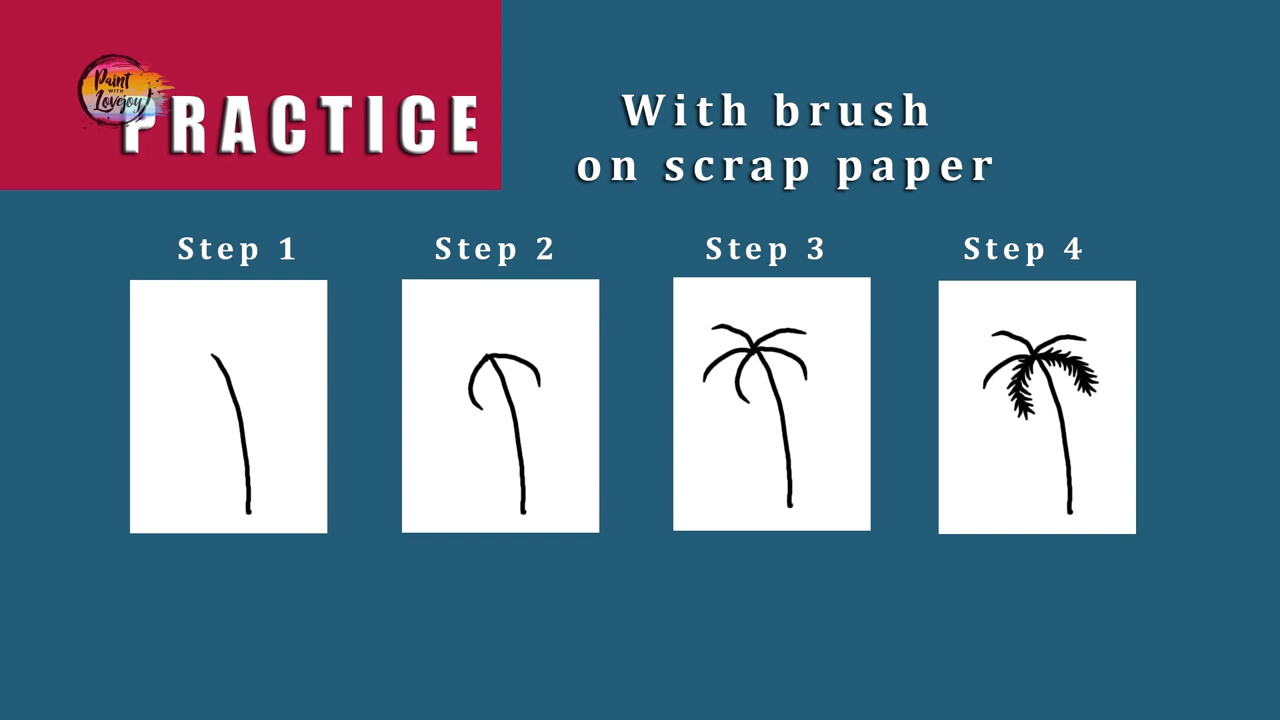 Paint
WITH
Lovejoy
PRACTICE
With brush
on scrap paper
Step 1
Step 2
Step 3
Step 4